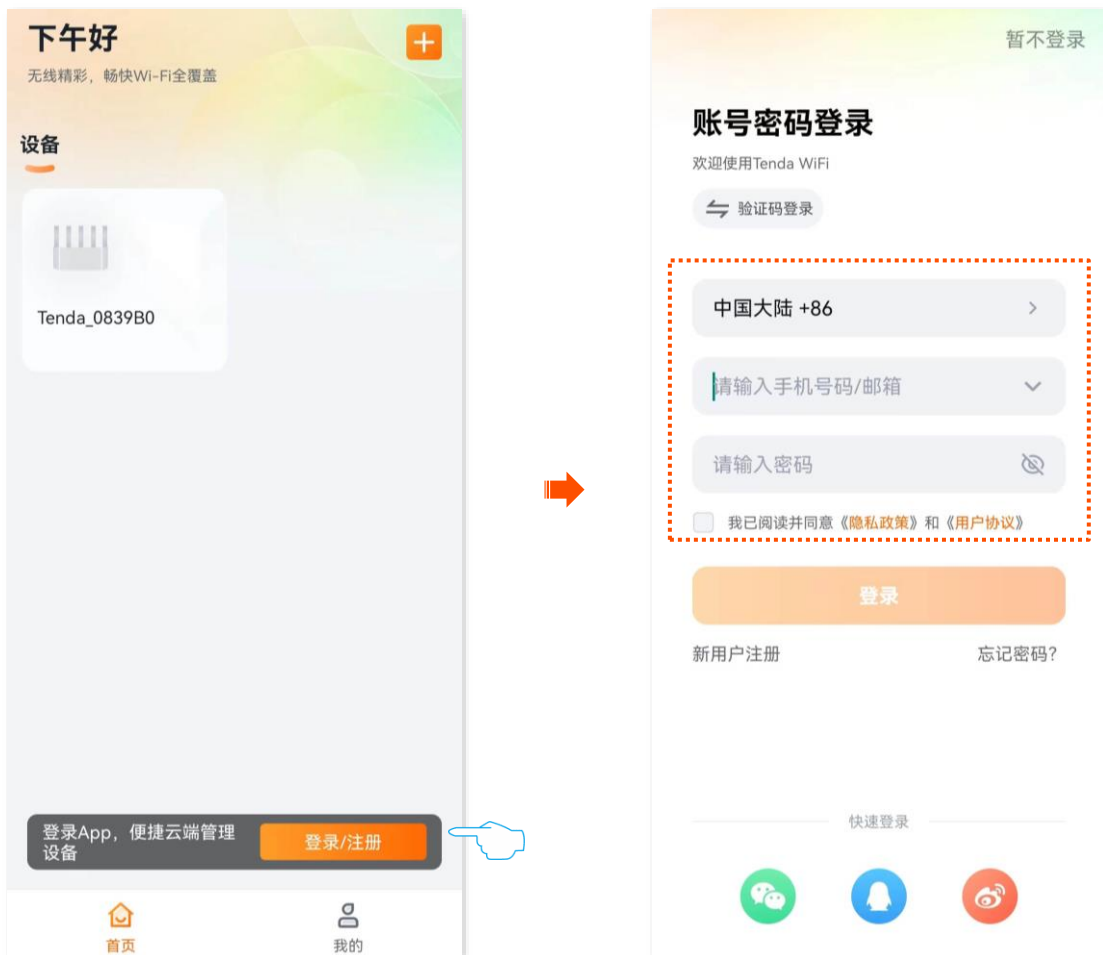 下午好
无线精彩，畅快Wi-Fi全覆盖
设备
Tenda_0839B0
登录App，便捷云端管理
设备
登录/注册
首页
我的
暂不登录
账号密码登录
欢迎使用Tenda WiFi
验证码登录
中国大陆 +86
请输入手机号码/邮箱
请输入密码
我已阅读并同意《隐私政策》和《用户协议》
登录
新用户注册
忘记密码?
快速登录